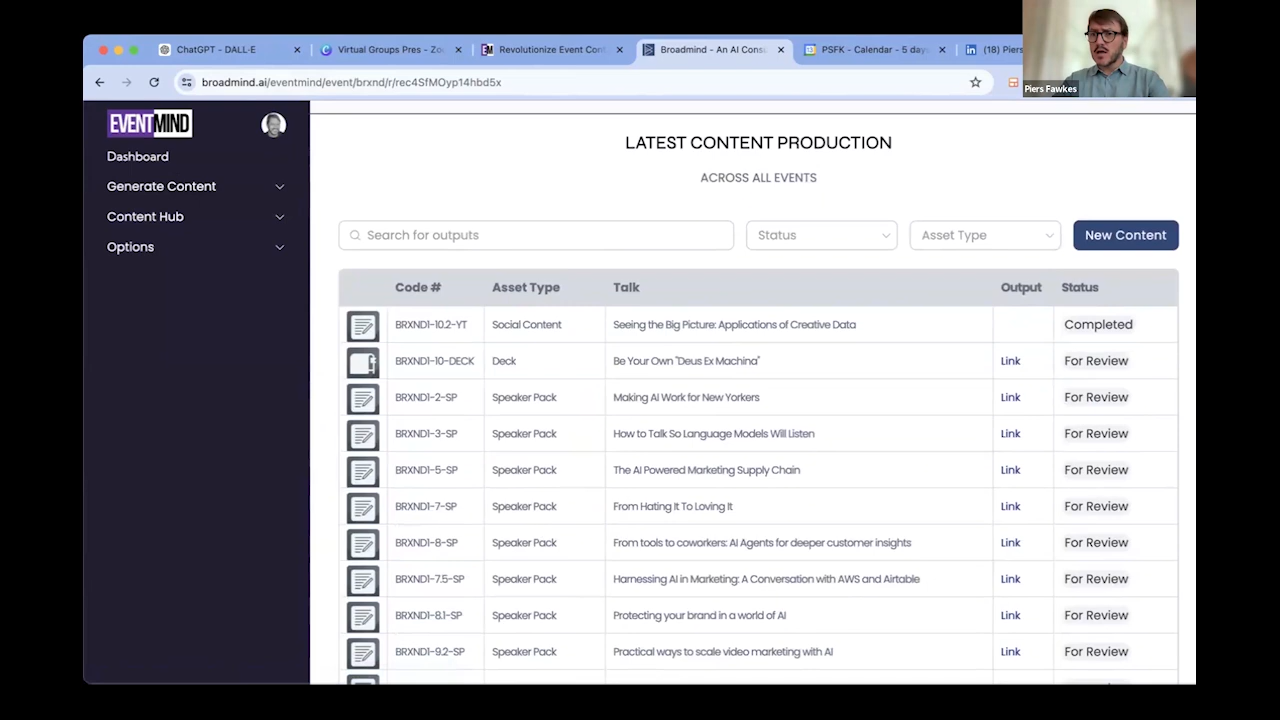 ChatGPT - DALL·E
Virtual Groups Pres - Zo
Revolutionize Event Con
Broadmind - An AI Consu
PSFK - Calendar - 5 day
(18) Piers
broadmind.ai/eventmind/event/brxnd/r/rec4SfMOyp14hbd5x
Piers Fawkes
EVENTMIND
Dashboard
Generate Content
Content Hub
Options
LATEST CONTENT PRODUCTION
ACROSS ALL EVENTS
Search for outputs Status Asset Type New Content
Code # Asset Type Talk Output Status
BRXND1-10.2-YT Social Content Seeing the Big Picture: Applications of Creative Data Completed
BRXND1-10-DECK Deck Be Your Own "Deus Ex Machina" Link For Review
BRXND1-2-SP Speaker Pack Making AI Work for New Yorkers Link For Review
BRXND1-3-SP Speaker Pack How to Talk So Language Models Will Listen Link For Review
BRXND1-5-SP Speaker Pack The AI Powered Marketing Supply Chain Link For Review
BRXND1-7-SP Speaker Pack From Hating It To Loving It Link For Review
BRXND1-8-SP Speaker Pack From tools to coworkers: AI Agents for deeper customer insights Link For Review
BRXND1-7.5-SP Speaker Pack Harnessing AI in Marketing: A Conversation with AWS and Airtable Link For Review
BRXND1-8.1-SP Speaker Pack Protecting your brand in a world of AI Link For Review
BRXND1-9.2-SP Speaker Pack Practical ways to scale video marketing with AI Link For Review